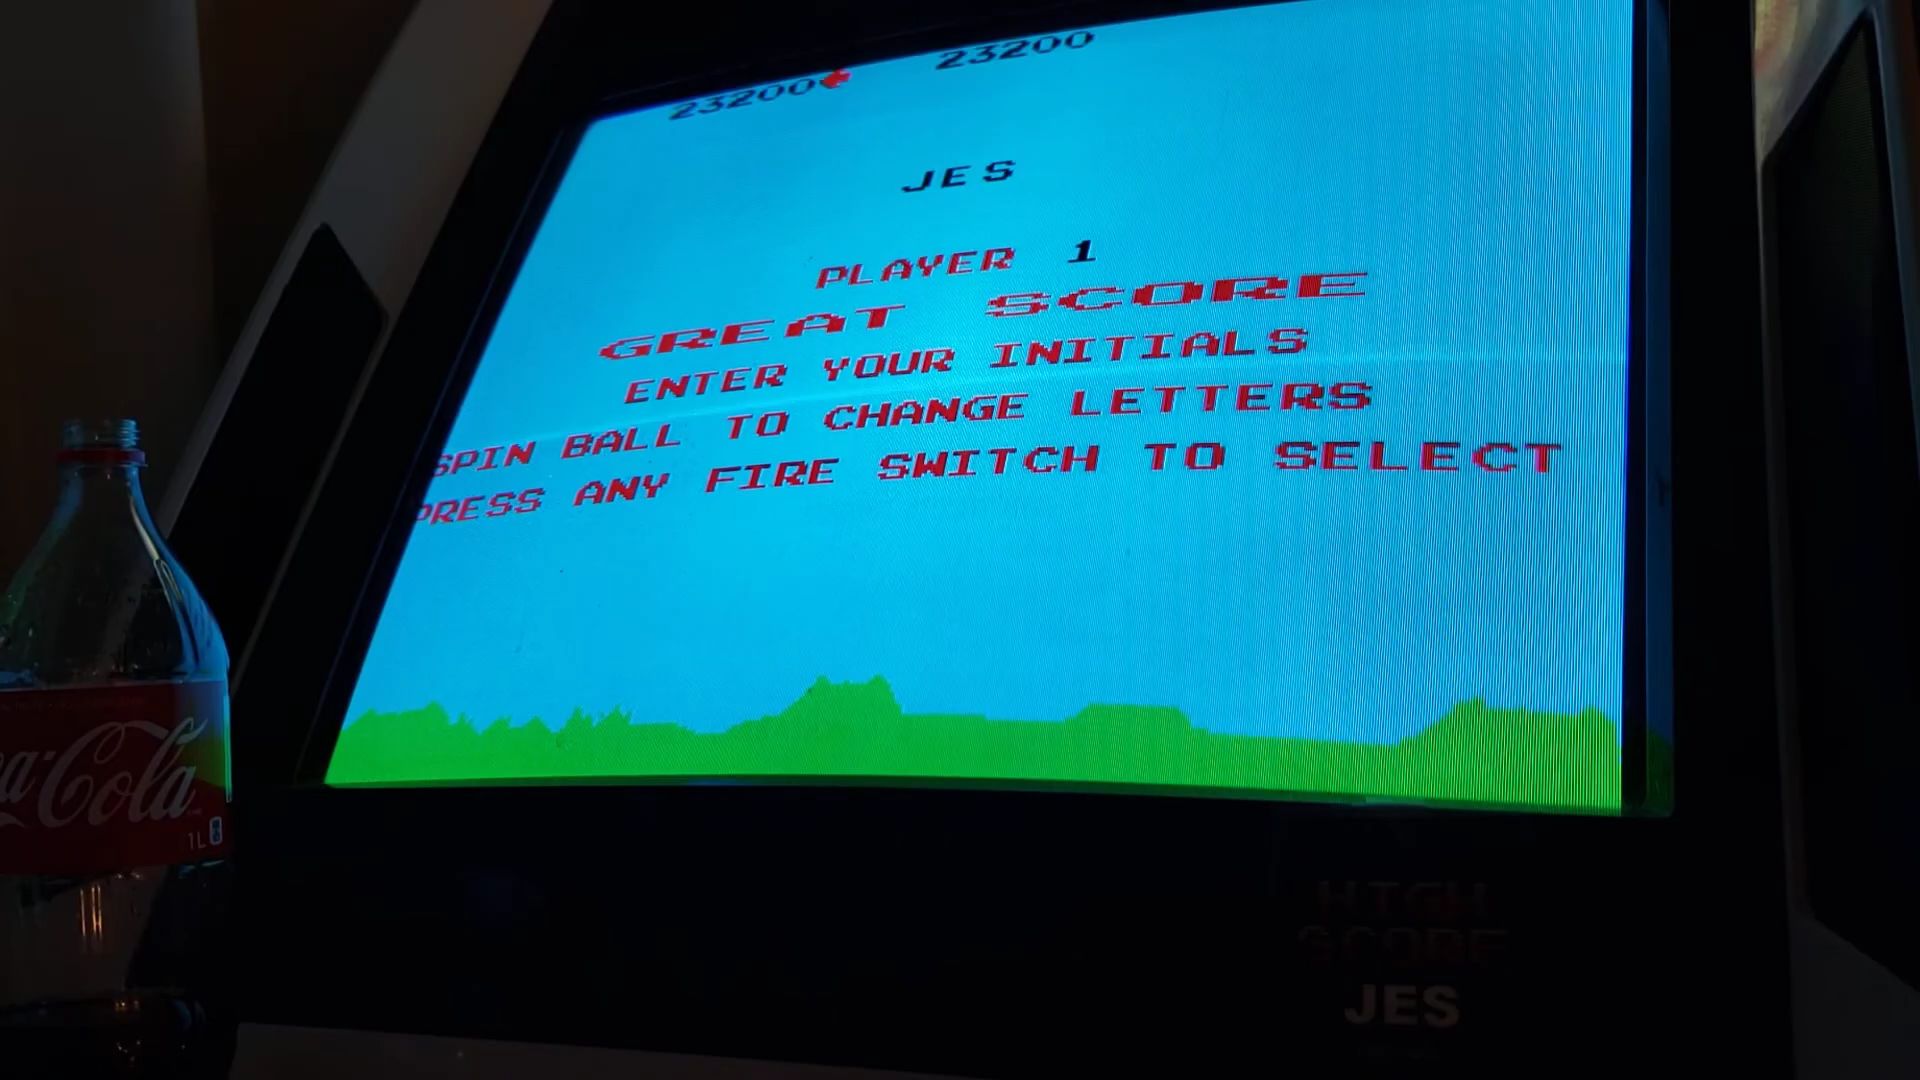 23200 23200
JES
PLAYER 1
GREAT SCORE
ENTER YOUR INITIALS
SPIN BALL TO CHANGE LETTERS
PRESS ANY FIRE SWITCH TO SELECT
a-Cola
1L
HIGH
SCORE
JES